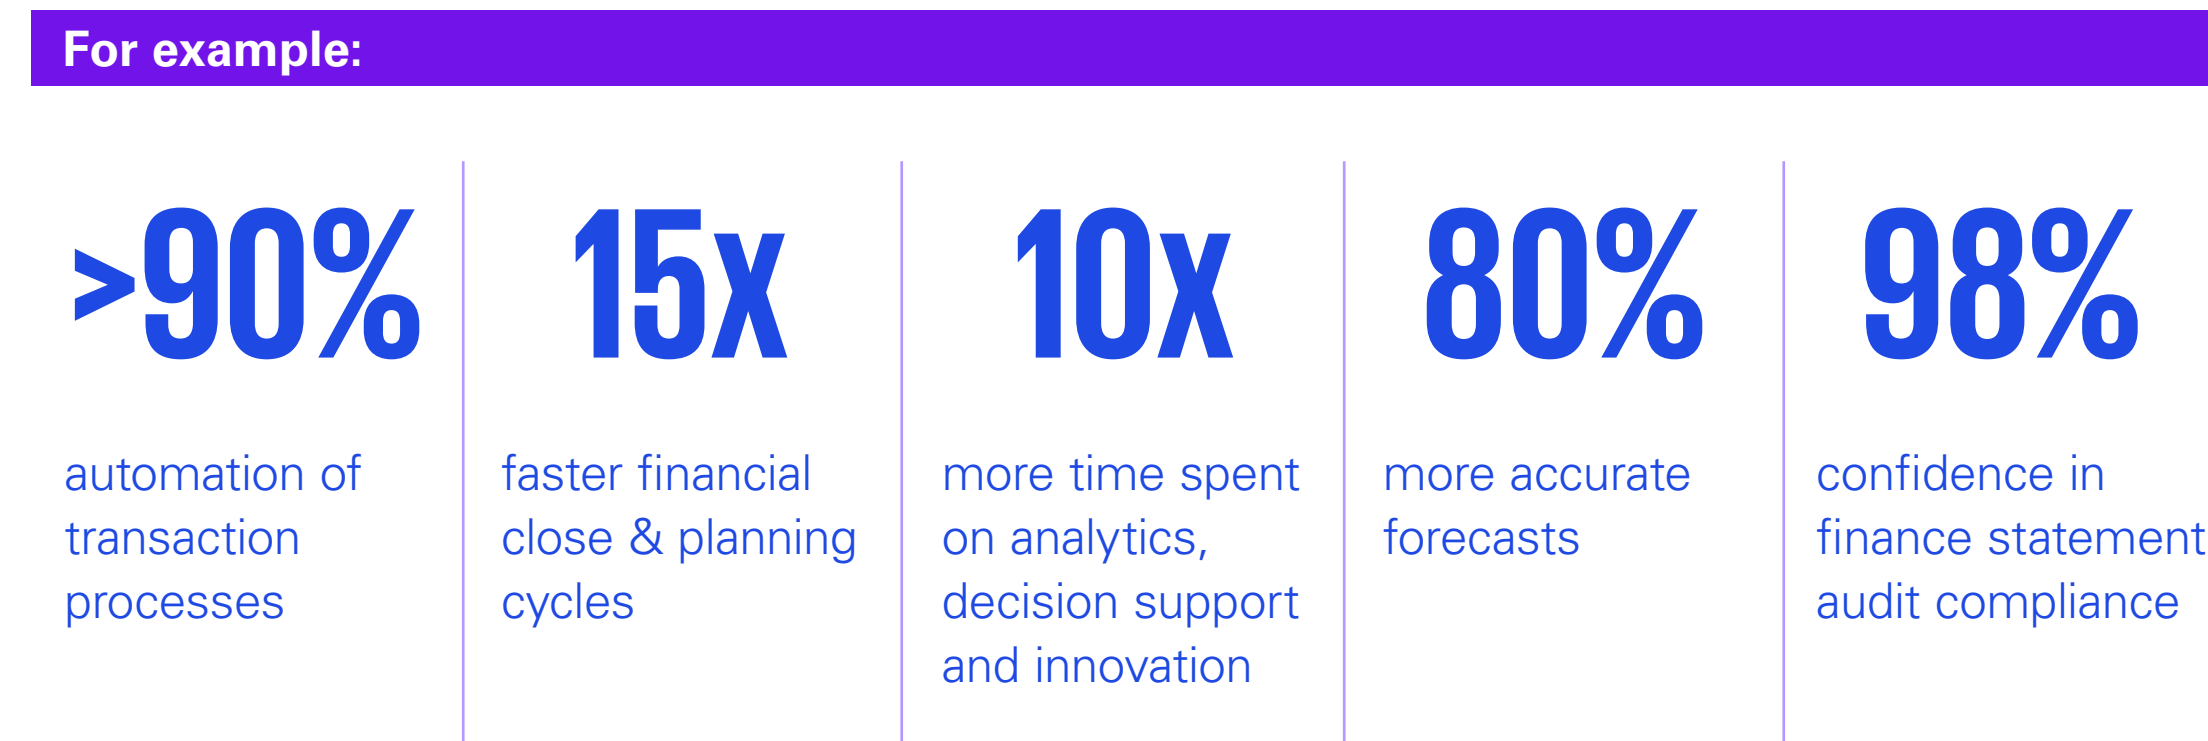 For example:
>90%
automation of
transaction
processes
15x
faster financial
close & planning
cycles
10x
more time spent
on analytics,
decision support
and innovation
80%
more accurate
forecasts
98%
confidence in
finance statement
audit compliance